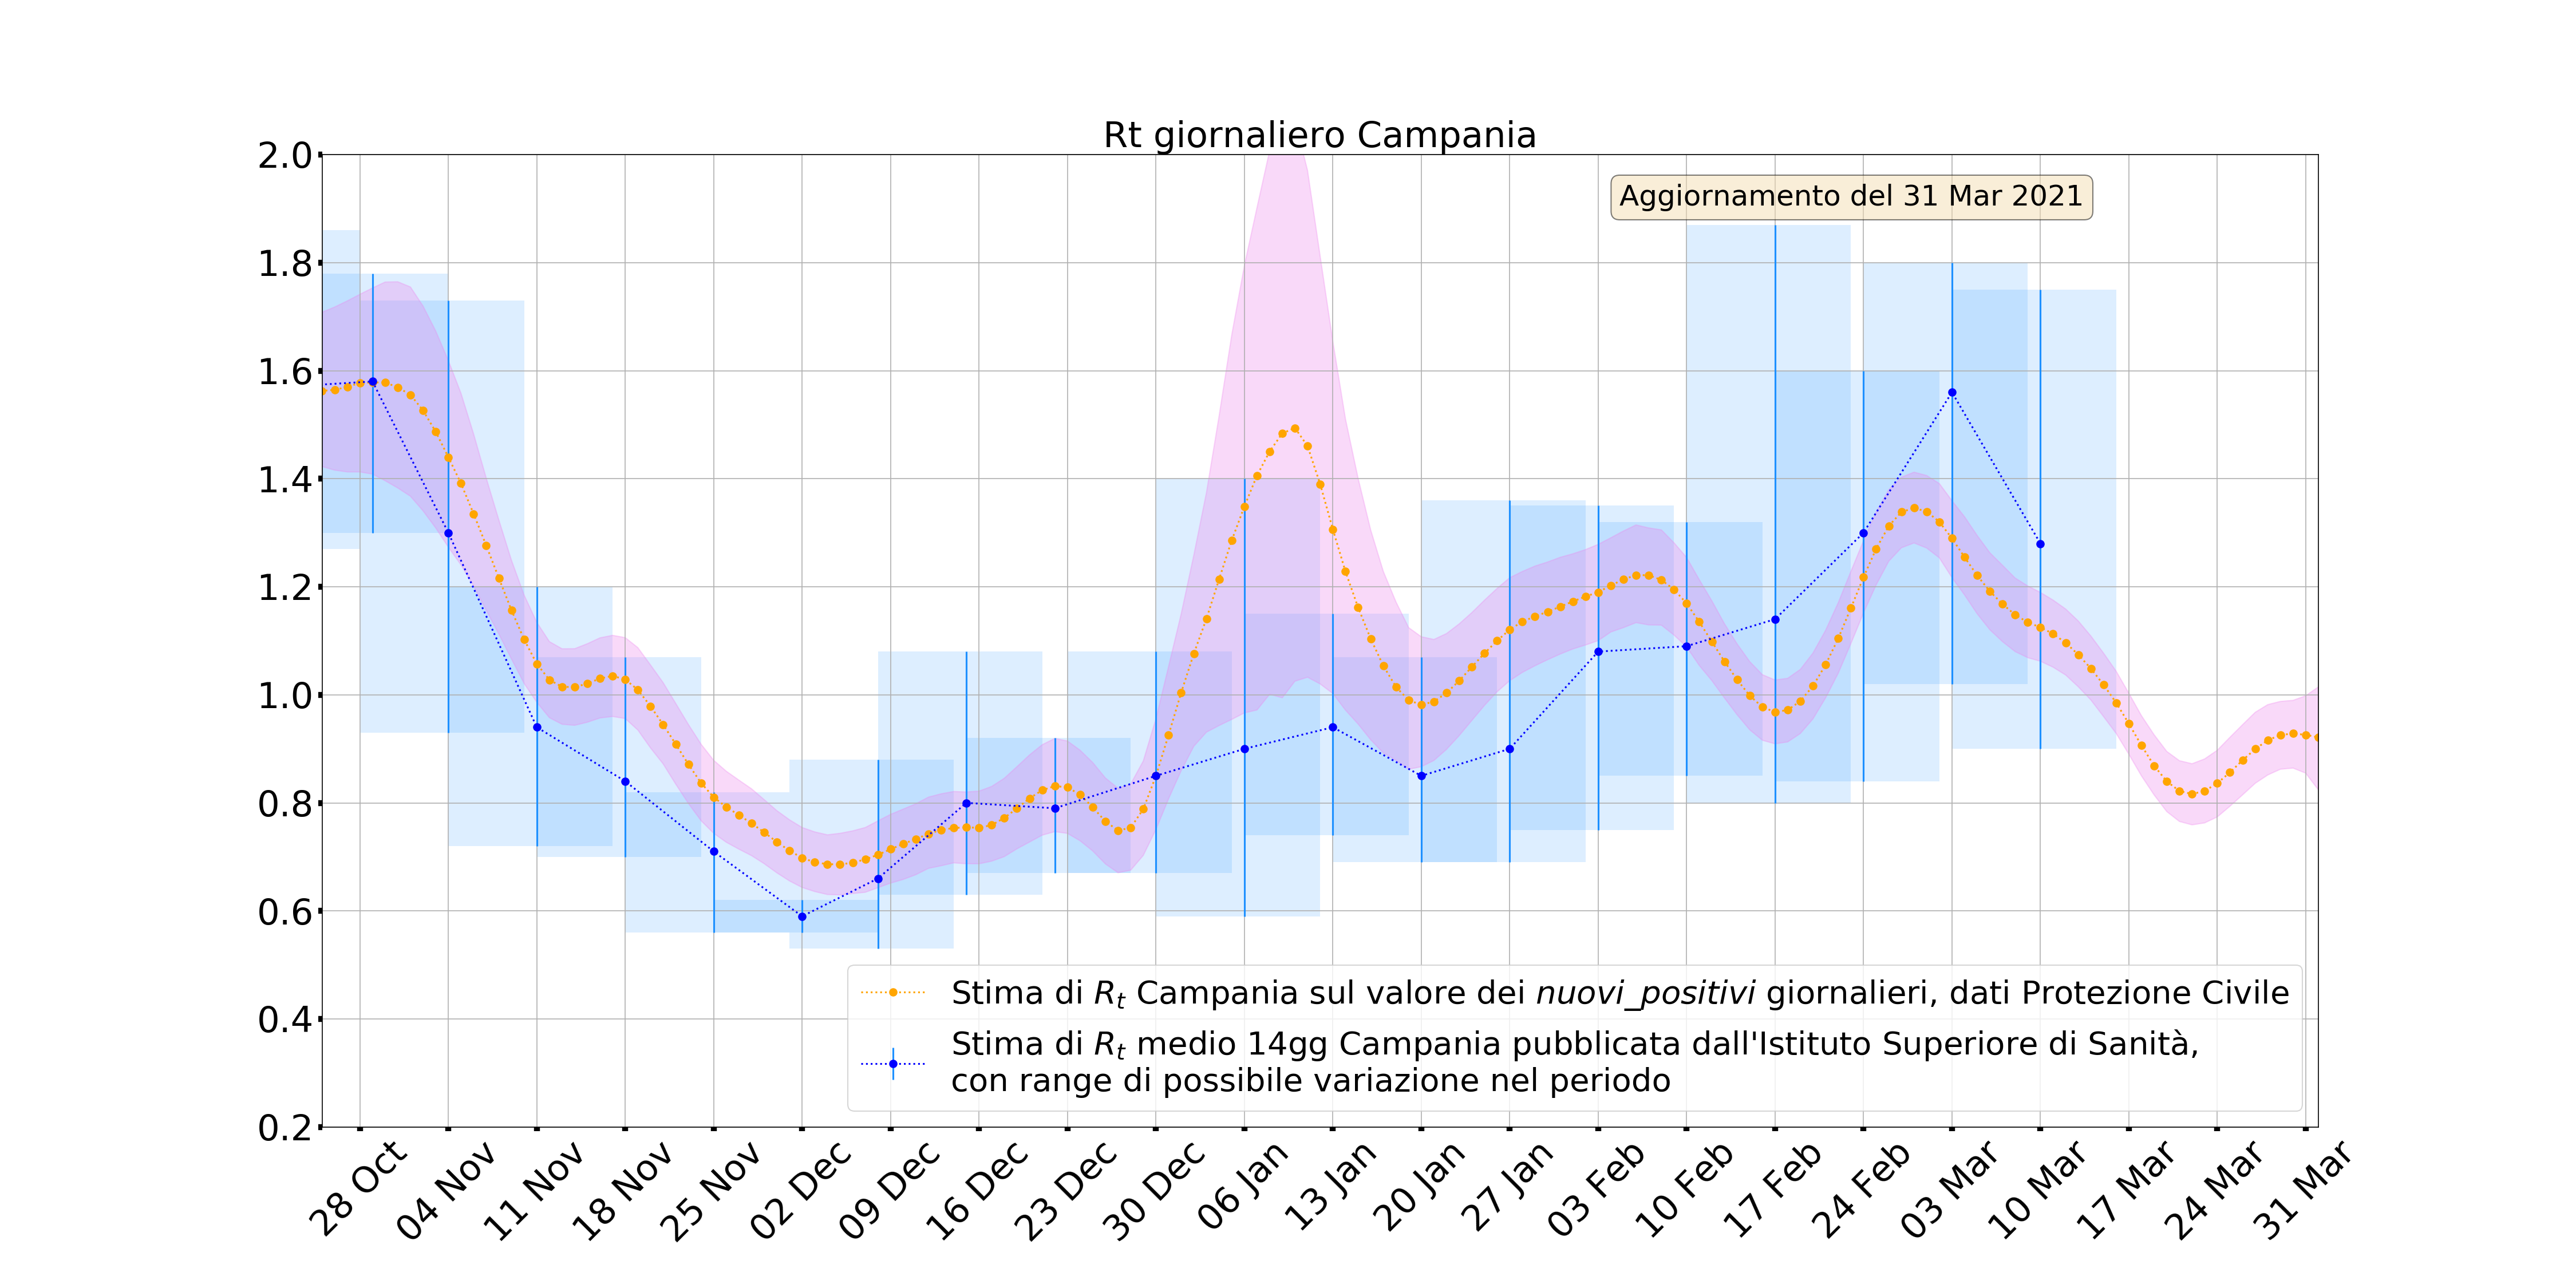 Rt giornaliero Campania
Aggiornamento del 31 Mar 2021
2.0
1.8
1.6
1.4
1.2
1.0
0.8
0.6
0.4
0.2
Stima di Rt Campania sul valore dei nuovi_positivi giornalieri, dati Protezione Civile
Stima di Rt medio 14gg Campania pubblicata dall'Istituto Superiore di Sanità,
con range di possibile variazione nel periodo
28 Oct
04 Nov
11 Nov
18 Nov
25 Nov
02 Dec
09 Dec
16 Dec
23 Dec
30 Dec
06 Jan
13 Jan
20 Jan
27 Jan
03 Feb
10 Feb
17 Feb
24 Feb
03 Mar
10 Mar
17 Mar
24 Mar
31 Mar